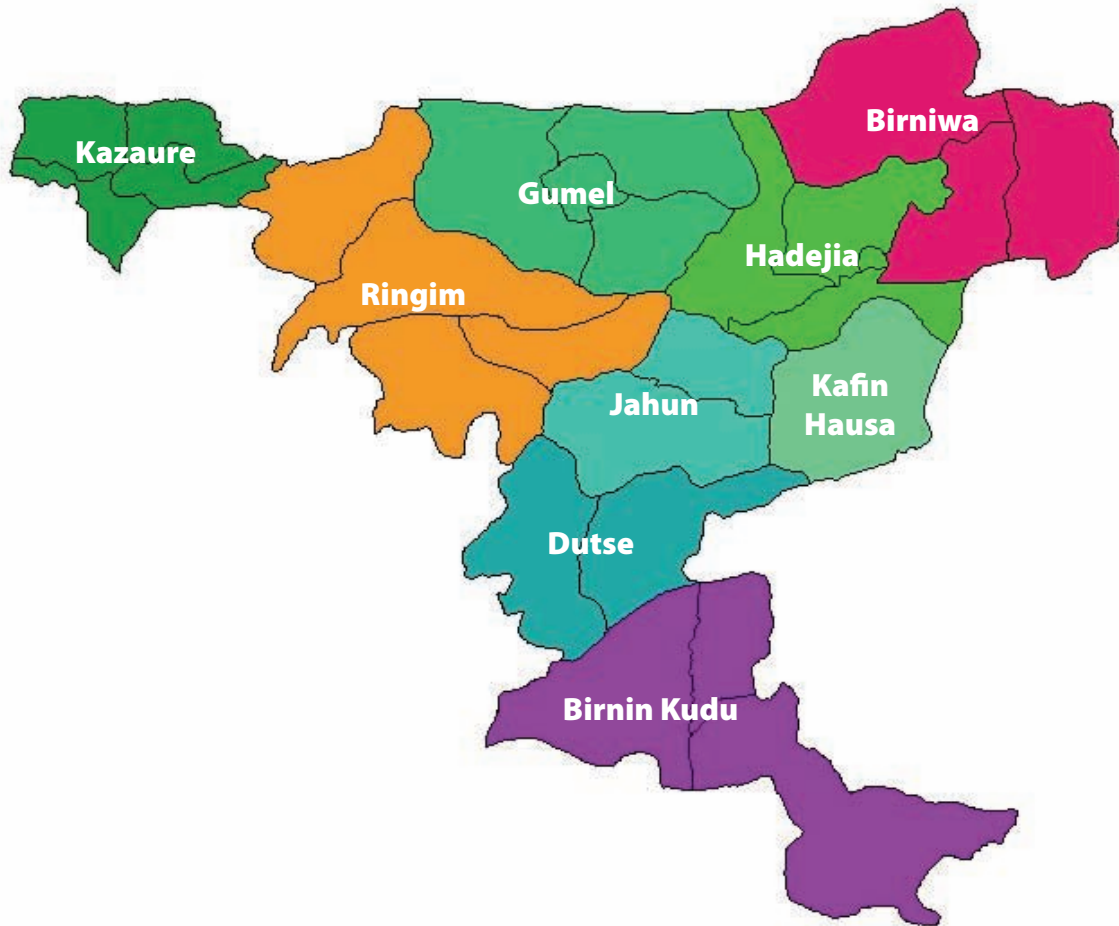 Birniwa
Kazaure
Gumel
Hadejia
Ringim
Kafin
Hausa
Jahun
Dutse
Birnin Kudu